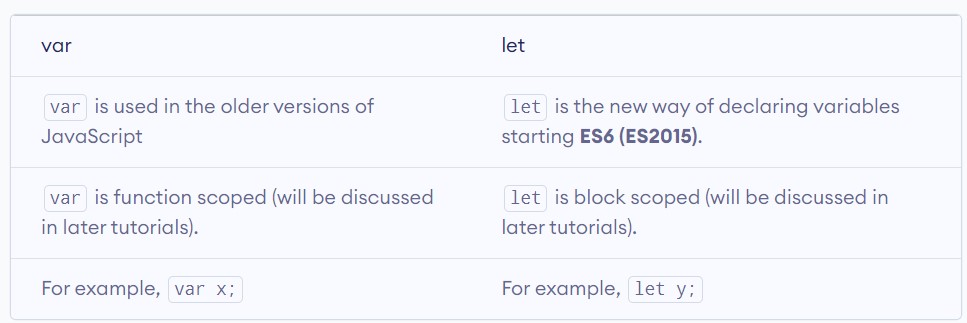 var let
var is used in the older versions of
JavaScript
let is the new way of declaring variables
starting ES6 (ES2015).
var is function scoped (will be discussed
in later tutorials).
let is block scoped (will be discussed in
later tutorials).
For example, var x;
For example, let y;